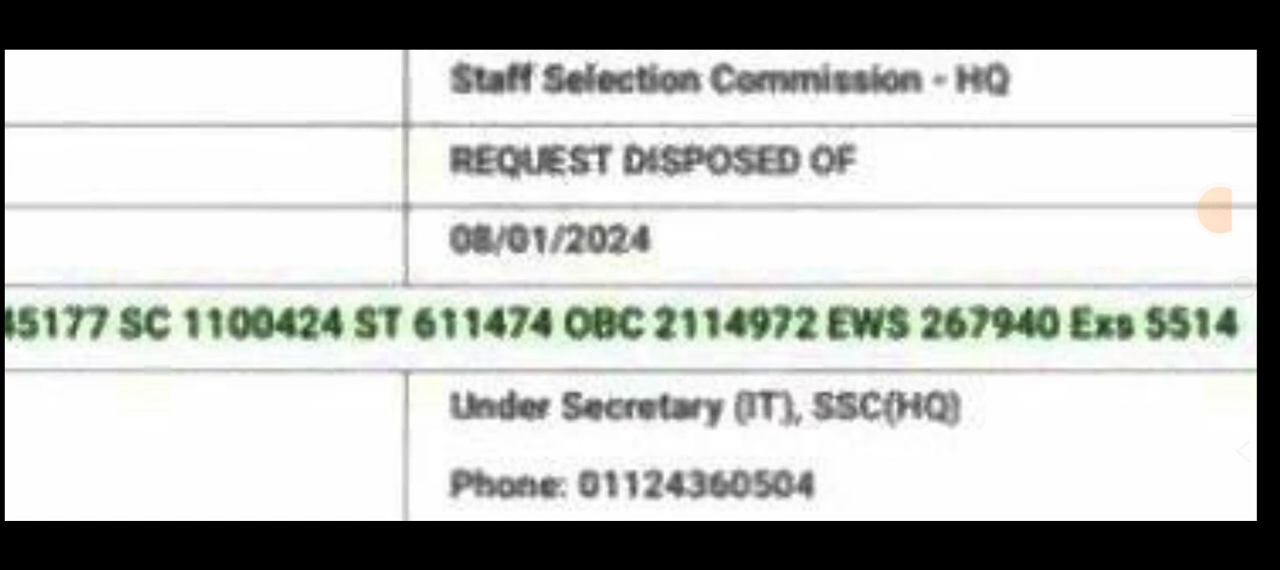 Staff Selection Commission - HQ
REQUEST DISPOSED OF
08/01/2024
45177 SC 1100424 ST 611474 OBC 2114972 EWS 267940 Exs 5514
Under Secretary (IT), SSC(HQ)
Phone: 01124360504